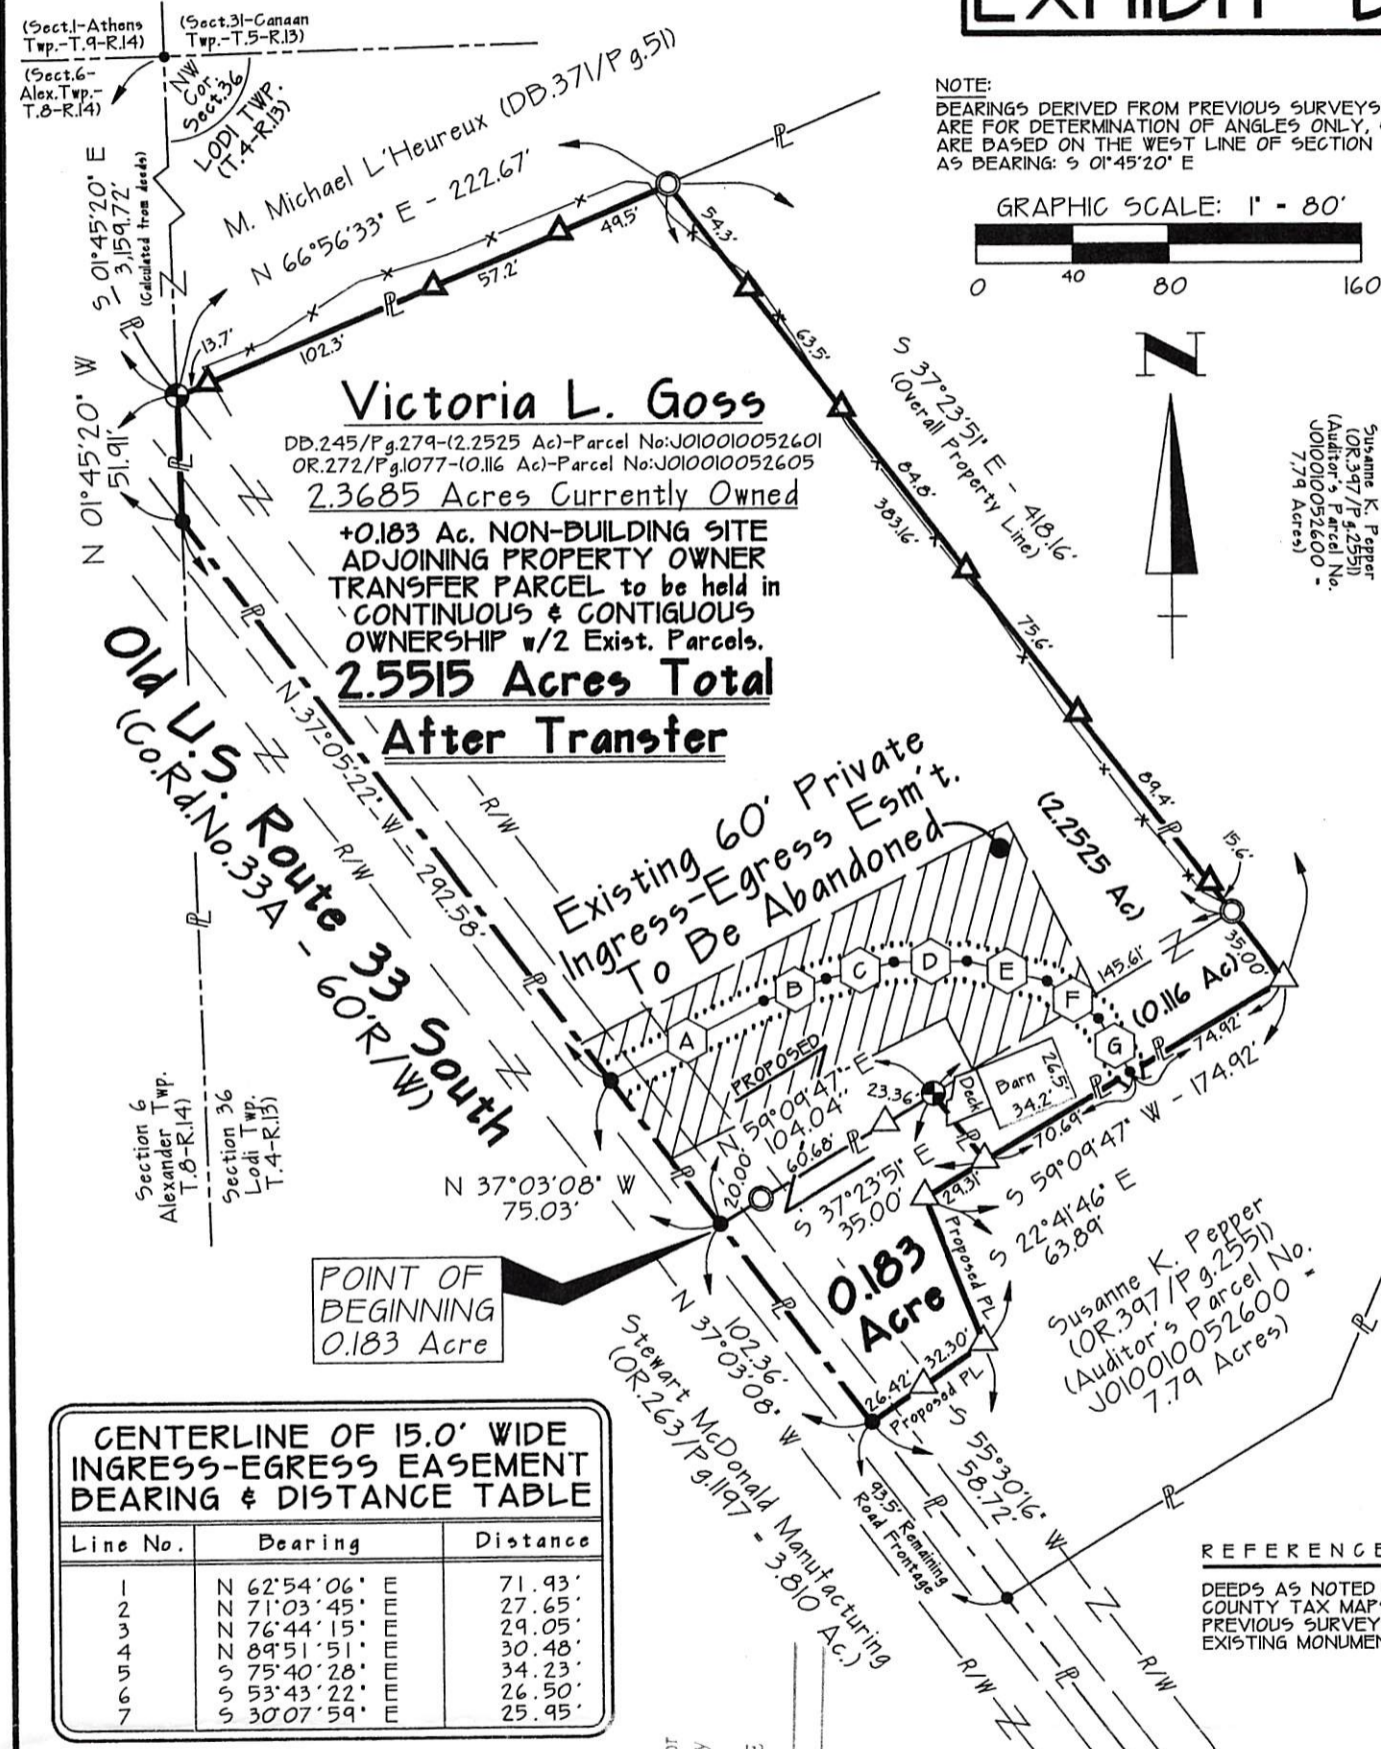 EXHIBIT
(Sect.1-Athens
Twp.-T.9-R.14)
(Sect.31-Canaan
Twp.-T.5-R.13)
(Sect.6-
Alex.Twp.-
T.8-R.14)
NW
Cor.
Sect.36
LODI TWP.
(T.4-R.13)
NOTE:
BEARINGS DERIVED FROM PREVIOUS SURVEYS
ARE FOR DETERMINATION OF ANGLES ONLY,
ARE BASED ON THE WEST LINE OF SECTION
AS BEARING: S 01°45'20" E
GRAPHIC SCALE: 1" - 80'
0 40 80 160
N
S 01°45'20" E
- 3,159.72'
(Calculated from deeds)
M. Michael L'Heureux (DB.371/Pg.51)
N 66°56'33" E - 222.67'
PL
13.7'
102.3'
57.2'
49.5'
PL
54.3'
63.5'
84.8'
383.16'
75.6'
89.4'
15.6'
35.00'
S 37°23'51" E - 418.16'
(Overall Property Line)
Susanne K. Pepper
(OR.397/Pg.2551)
(Auditor's Parcel No.
J010010052600 =
7.79 Acres)
N 01°45'20" W
51.91'
Victoria L. Goss
DB.245/Pg.279-(2.2525 Ac)-Parcel No:J010010052601
OR.272/Pg.1077-(0.116 Ac)-Parcel No:J010010052605
2.3685 Acres Currently Owned
+0.183 Ac. NON-BUILDING SITE
ADJOINING PROPERTY OWNER
TRANSFER PARCEL to be held in
CONTINUOUS & CONTIGUOUS
OWNERSHIP w/2 Exist. Parcels.
2.5515 Acres Total
After Transfer
Old U.S. Route 33 South
(Co.Rd.No.33A - 60'R/W)
N 37°05'22" W - 292.58'
R/W
R/W
Existing 60' Private
Ingress-Egress Esm't.
To Be Abandoned
(2.2525 Ac)
145.61'
(0.116 Ac)
A
B
C
D
E
F
G
PROPOSED
N 59°09'47" E
104.04'
23.36'
60.68'
20.00'
Deck
Barn
26.5'
34.2'
74.92'
70.69'
29.31'
S 59°09'47" W - 174.92'
S 37°23'51" E
35.00'
S 22°41'46" E
63.89'
Proposed PL
Section 6
Alexander Twp.
T.8-R.14)
Section 36
Lodi Twp.
T.4-R.13)
N 37°03'08" W
75.03'
POINT OF
BEGINNING
0.183 Acre
0.183
Acre
102.36'
N 37°03'08" W
26.42'
32.30'
Proposed PL
S 55°30'16" W
58.72'
Susanne K. Pepper
(OR.397/Pg.2551)
(Auditor's Parcel No.
J010010052600 =
7.79 Acres)
Stewart McDonald Manufacturing
(OR.263/Pg.1197 = 3.810 Ac.)
93.5' Remaining
Road Frontage
R/W
R/W
CENTERLINE OF 15.0' WIDE
INGRESS-EGRESS EASEMENT
BEARING & DISTANCE TABLE
Line No. Bearing Distance
1 N 62°54'06" E 71.93'
2 N 71°03'45" E 27.65'
3 N 76°44'15" E 29.05'
4 N 89°51'51" E 30.48'
5 S 75°40'28" E 34.23'
6 S 53°43'22" E 26.50'
7 S 30°07'59" E 25.95'
REFERENCE
DEEDS AS NOTED
COUNTY TAX MAPS
PREVIOUS SURVEY
EXISTING MONUMEN